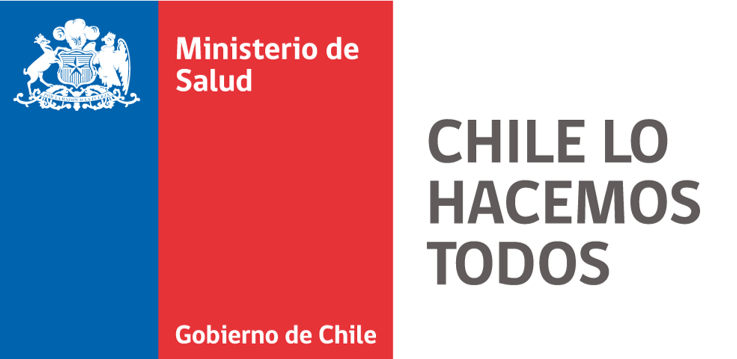 Ministerio de
Salud
CHILE LO
HACEMOS
TODOS
Gobierno de Chile